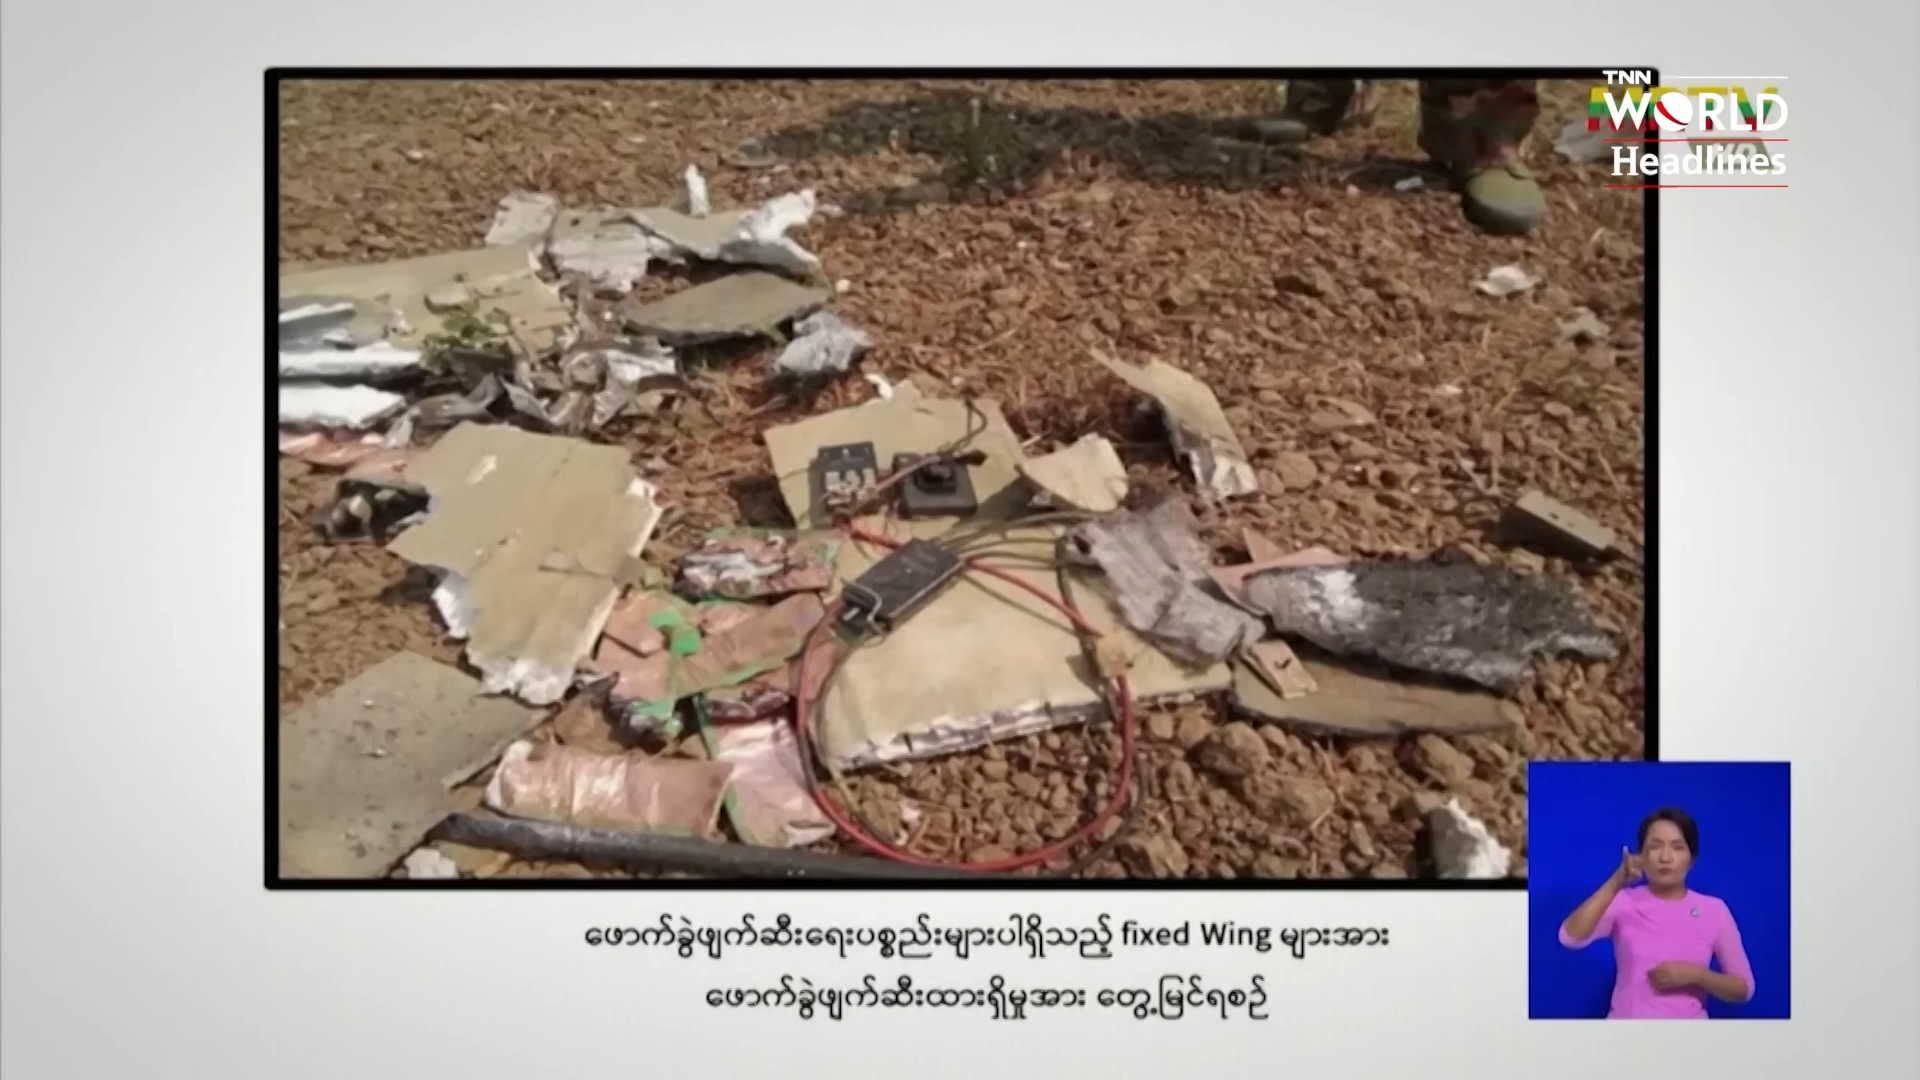 TNN
WORLD
Headlines
ဖောက်ခွဲဖျက်ဆီးရေးပစ္စည်းများပါရှိသည့် fixed Wing များအား
ဖောက်ခွဲဖျက်ဆီးထားရှိမှုအား တွေ့မြင်ရစဉ်